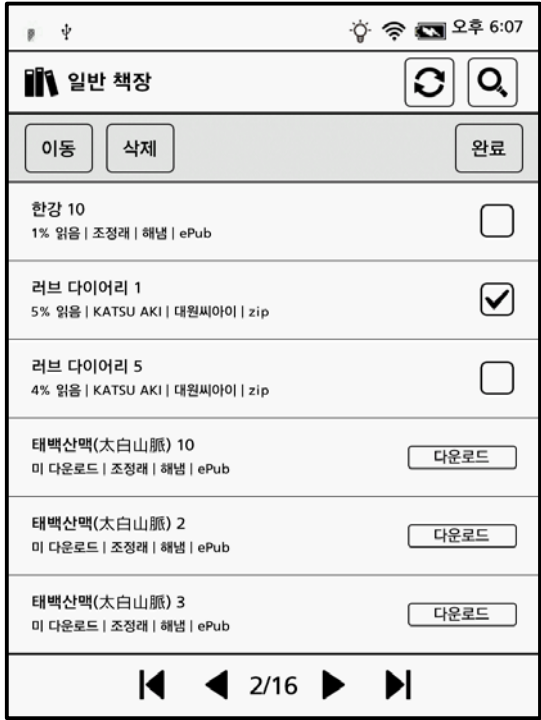 오후 6:07
일반 책장
이동 삭제 완료
한강 10
1% 읽음 | 조정래 | 해냄 | ePub
러브 다이어리 1
5% 읽음 | KATSU AKI | 대원씨아이 | zip
러브 다이어리 5
4% 읽음 | KATSU AKI | 대원씨아이 | zip
태백산맥(太白山脈) 10
미 다운로드 | 조정래 | 해냄 | ePub
다운로드
태백산맥(太白山脈) 2
미 다운로드 | 조정래 | 해냄 | ePub
다운로드
태백산맥(太白山脈) 3
미 다운로드 | 조정래 | 해냄 | ePub
다운로드
2/16